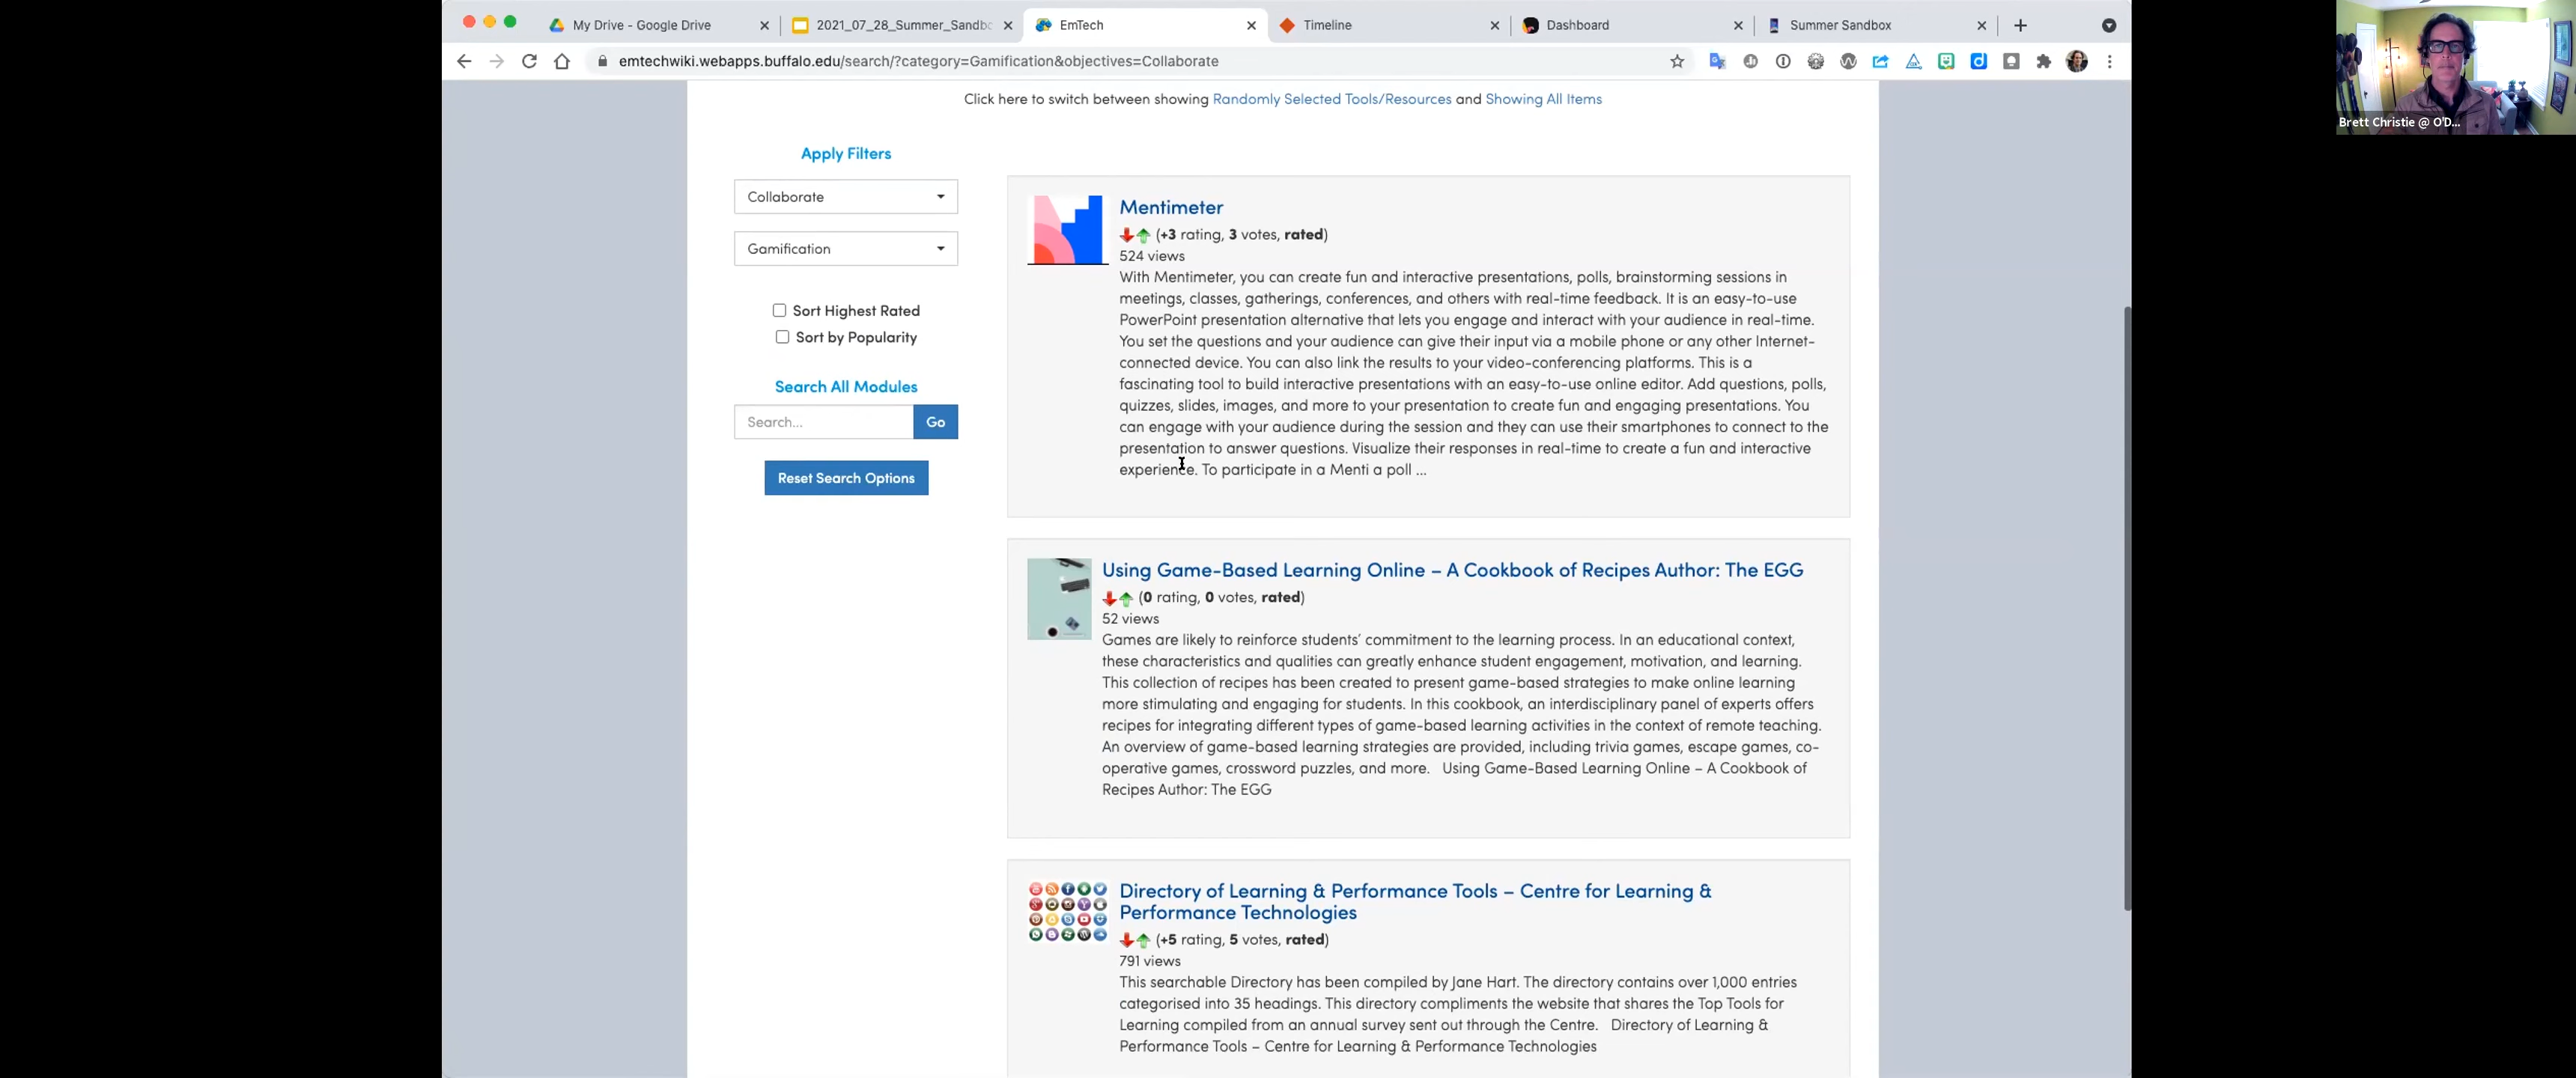 My Drive - Google Drive
2021_07_28_Summer_Sandbo
EmTech
Timeline
Dashboard
Summer Sandbox
emtechwiki.webapps.buffalo.edu/search/?category=Gamification&objectives=Collaborate
Brett Christie @ O'D...
Click here to switch between showing Randomly Selected Tools/Resources and Showing All Items
Apply Filters
Collaborate
Gamification
Sort Highest Rated
Sort by Popularity
Search All Modules
Search...
Go
Reset Search Options
Mentimeter
(+3 rating, 3 votes, rated)
524 views
With Mentimeter, you can create fun and interactive presentations, polls, brainstorming sessions in
meetings, classes, gatherings, conferences, and others with real-time feedback. It is an easy-to-use
PowerPoint presentation alternative that lets you engage and interact with your audience in real-time.
You set the questions and your audience can give their input via a mobile phone or any other Internet-
connected device. You can also link the results to your video-conferencing platforms. This is a
fascinating tool to build interactive presentations with an easy-to-use online editor. Add questions, polls,
quizzes, slides, images, and more to your presentation to create fun and engaging presentations. You
can engage with your audience during the session and they can use their smartphones to connect to the
presentation to answer questions. Visualize their responses in real-time to create a fun and interactive
experience. To participate in a Menti a poll ...
Using Game-Based Learning Online – A Cookbook of Recipes Author: The EGG
(0 rating, 0 votes, rated)
52 views
Games are likely to reinforce students' commitment to the learning process. In an educational context,
these characteristics and qualities can greatly enhance student engagement, motivation, and learning.
This collection of recipes has been created to present game-based strategies to make online learning
more stimulating and engaging for students. In this cookbook, an interdisciplinary panel of experts offers
recipes for integrating different types of game-based learning activities in the context of remote teaching.
An overview of game-based learning strategies are provided, including trivia games, escape games, co-
operative games, crossword puzzles, and more. Using Game-Based Learning Online – A Cookbook of
Recipes Author: The EGG
Directory of Learning & Performance Tools – Centre for Learning &
Performance Technologies
(+5 rating, 5 votes, rated)
791 views
This searchable Directory has been compiled by Jane Hart. The directory contains over 1,000 entries
categorised into 35 headings. This directory compliments the website that shares the Top Tools for
Learning compiled from an annual survey sent out through the Centre. Directory of Learning &
Performance Tools – Centre for Learning & Performance Technologies